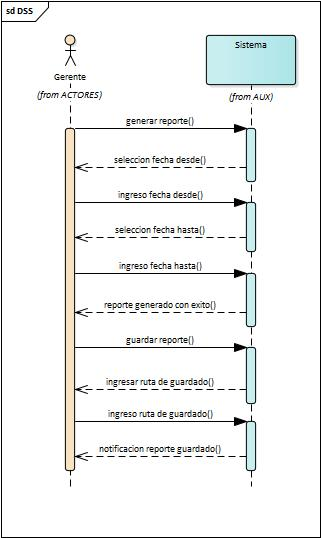 sd DSS
Gerente
(from ACTORES)
Sistema
(from AUX)
generar reporte()
seleccion fecha desde()
ingreso fecha desde()
seleccion fecha hasta()
ingreso fecha hasta()
reporte generado con exito()
guardar reporte()
ingresar ruta de guardado()
ingreso ruta de guardado()
notificacion reporte guardado()